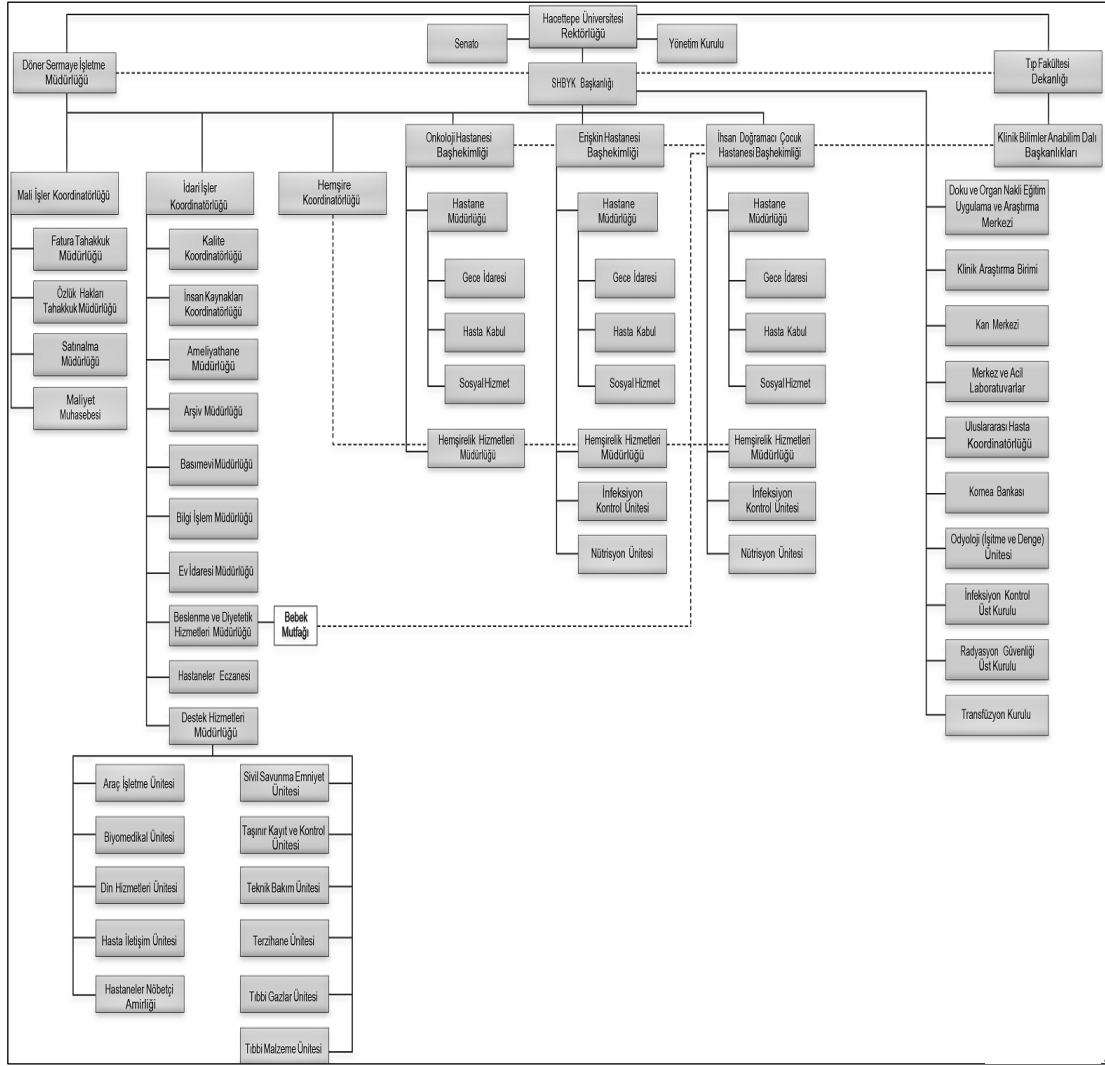 Hacettepe Üniversitesi
Rektörlüğü
Senato
Yönetim Kurulu
Döner Sermaye İşletme
Müdürlüğü
SHBYK Başkanlığı
Tıp Fakültesi
Dekanlığı
Onkoloji Hastanesi
Başhekimliği
Erişkin Hastanesi
Başhekimliği
İhsan Doğramacı Çocuk
Hastanesi Başhekimliği
Klinik Bilimler Anabilim Dalı
Başkanlıkları
Mali İşler Koordinatörlüğü
Fatura Tahakkuk
Müdürlüğü
Özlük Hakları
Tahakkuk Müdürlüğü
Satınalma
Müdürlüğü
Maliyet
Muhasebesi
İdari İşler
Koordinatörlüğü
Kalite
Koordinatörlüğü
İnsan Kaynakları
Koordinatörlüğü
Ameliyathane
Müdürlüğü
Arşiv Müdürlüğü
Basımevi Müdürlüğü
Bilgi İşlem Müdürlüğü
Ev İdaresi Müdürlüğü
Beslenme ve Diyetetik
Hizmetleri Müdürlüğü
Bebek
Mutfağı
Hastaneler Eczanesi
Destek Hizmetleri
Müdürlüğü
Araç İşletme Ünitesi
Biyomedikal Ünitesi
Din Hizmetleri Ünitesi
Hasta İletişim Ünitesi
Hastaneler Nöbetçi
Amirliği
Sivil Savunma Emniyet
Ünitesi
Taşınır Kayıt ve Kontrol
Ünitesi
Teknik Bakım Ünitesi
Terzihane Ünitesi
Tıbbi Gazlar Ünitesi
Tıbbi Malzeme Ünitesi
Hemşire
Koordinatörlüğü
Hastane
Müdürlüğü
Gece İdaresi
Hasta Kabul
Sosyal Hizmet
Hemşirelik Hizmetleri
Müdürlüğü
Hastane
Müdürlüğü
Gece İdaresi
Hasta Kabul
Sosyal Hizmet
Hemşirelik Hizmetleri
Müdürlüğü
İnfeksiyon
Kontrol Ünitesi
Nütrisyon Ünitesi
Hastane
Müdürlüğü
Gece İdaresi
Hasta Kabul
Sosyal Hizmet
Hemşirelik Hizmetleri
Müdürlüğü
İnfeksiyon
Kontrol Ünitesi
Nütrisyon Ünitesi
Doku ve Organ Nakli Eğitim
Uygulama ve Araştırma
Merkezi
Klinik Araştırma Birimi
Kan Merkezi
Merkez ve Acil
Laboratuvarlar
Uluslararası Hasta
Koordinatörlüğü
Kornea Bankası
Odyoloji (İşitme ve Denge)
Ünitesi
İnfeksiyon Kontrol
Üst Kurulu
Radyasyon Güvenliği
Üst Kurulu
Transfüzyon Kurulu